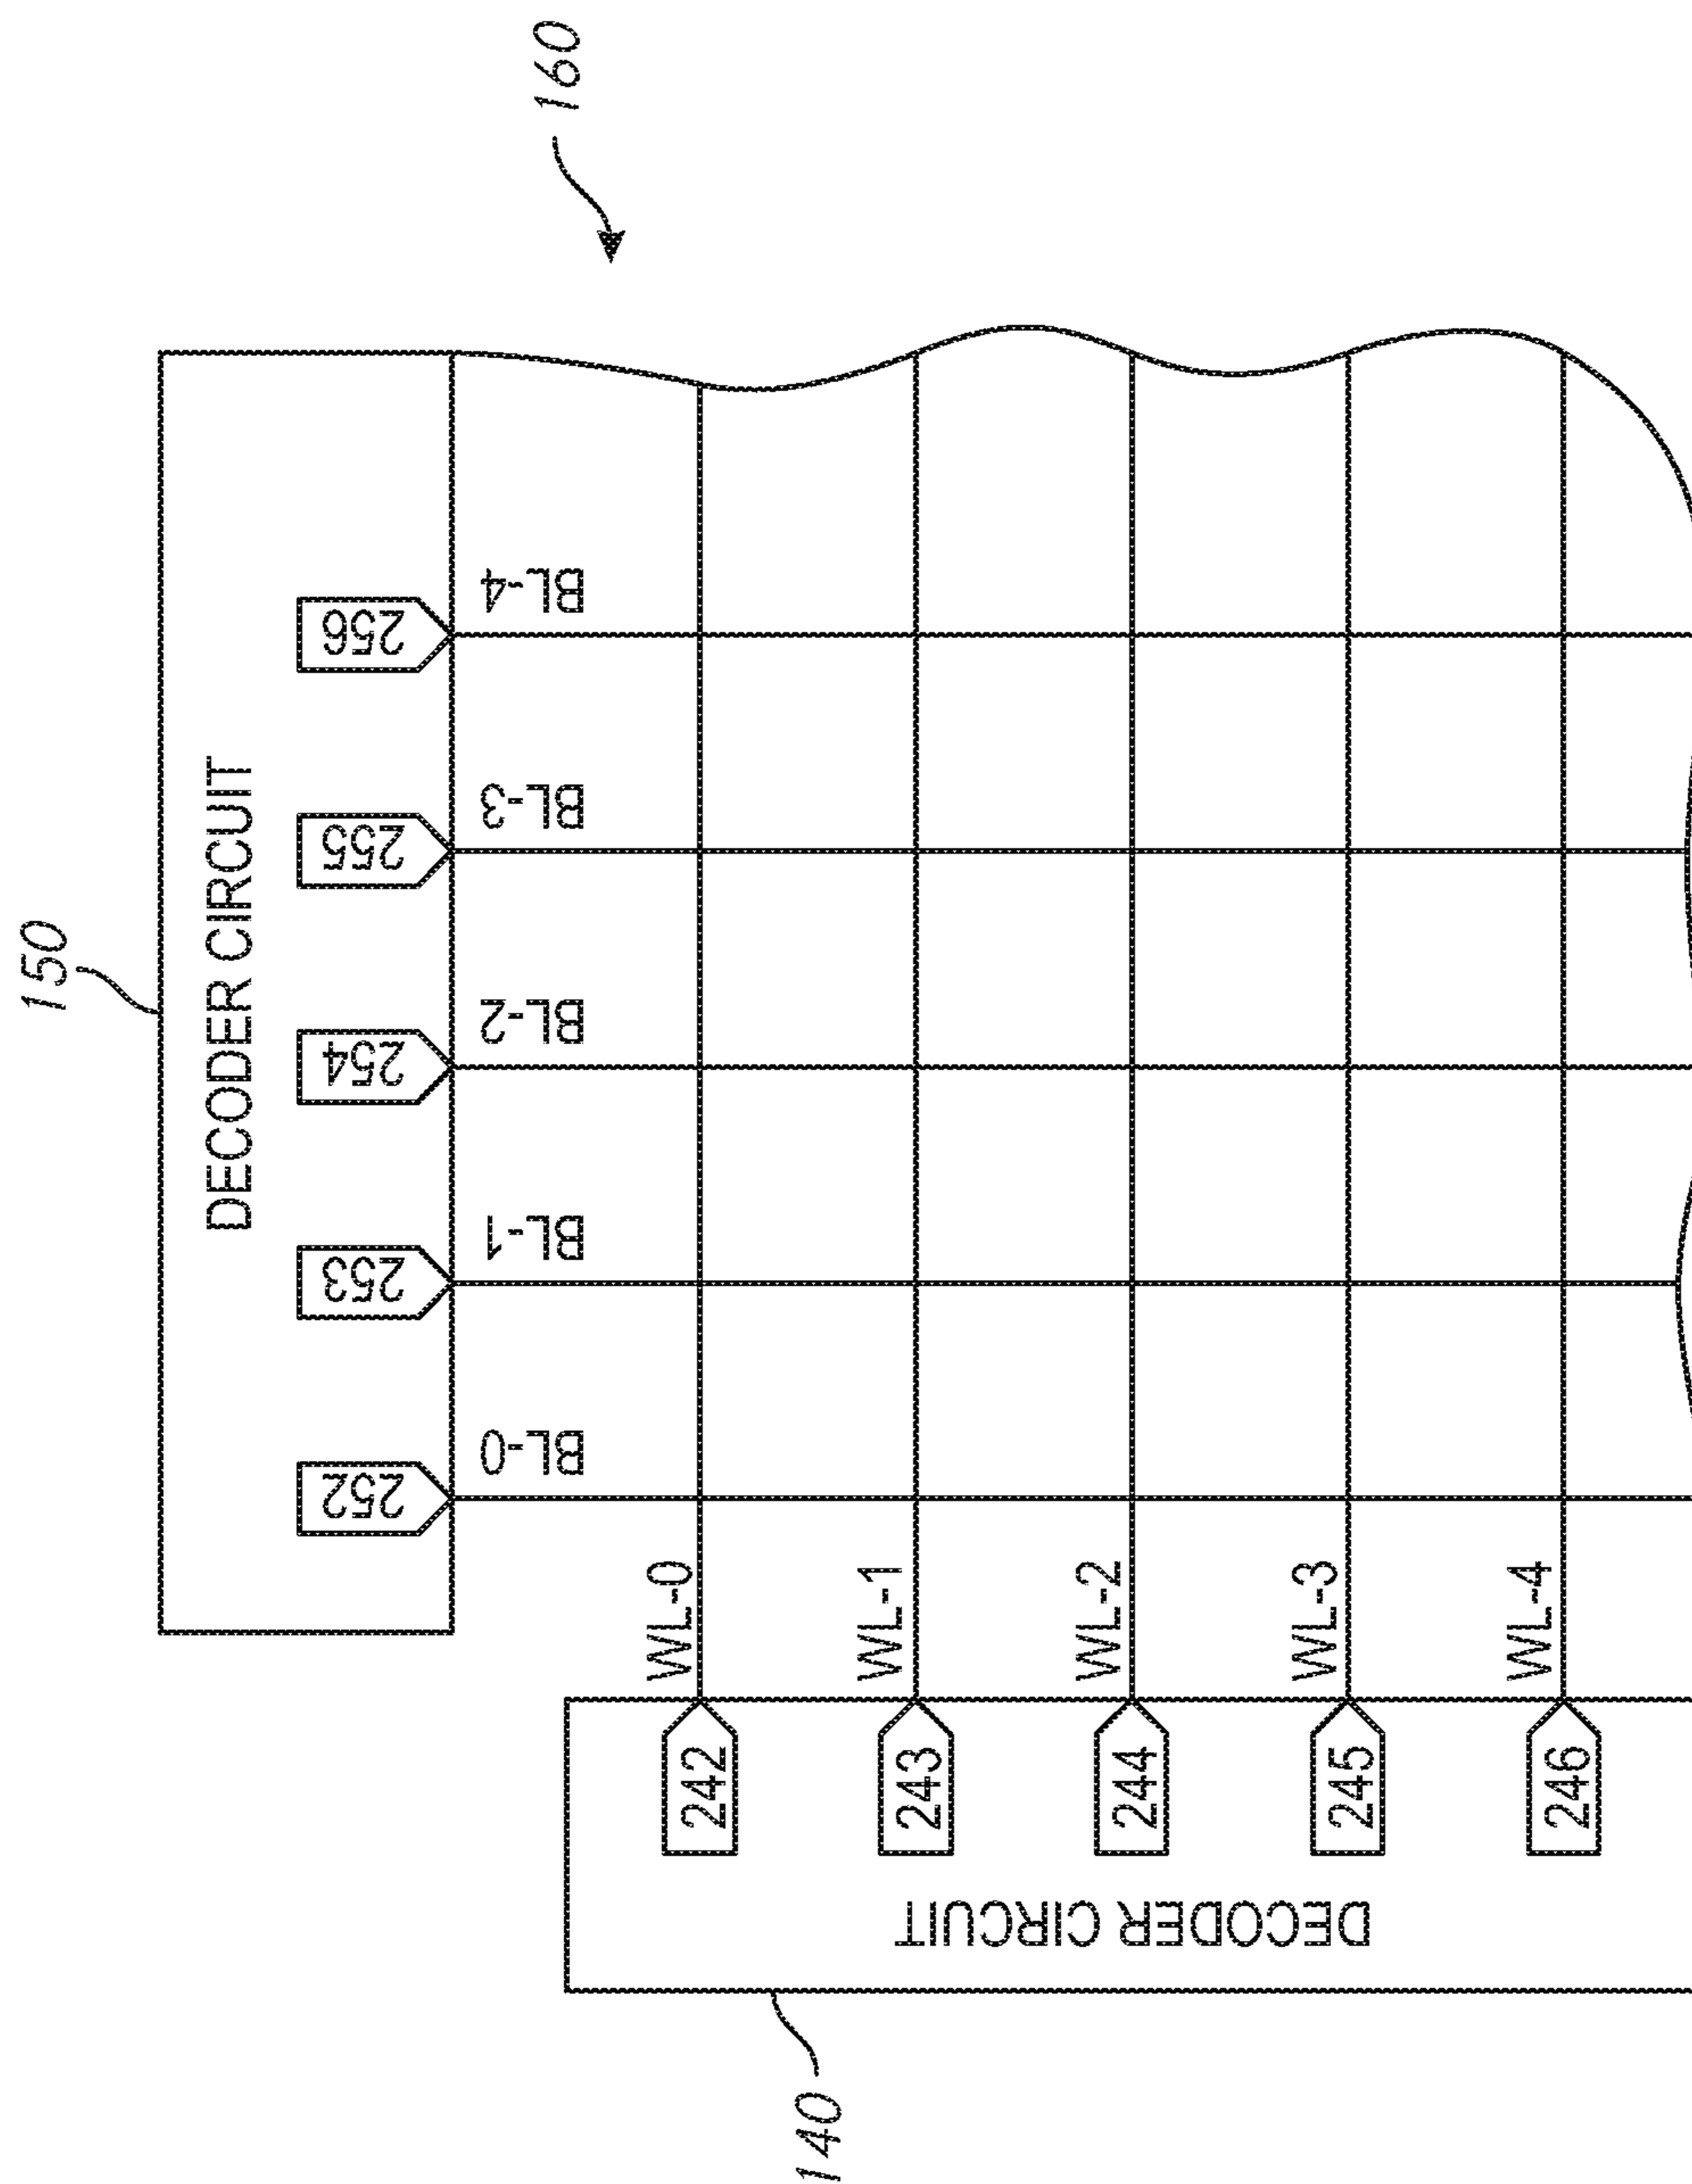 150
160
DECODER CIRCUIT
252
253
254
255
256
BL-0
BL-1
BL-2
BL-3
BL-4
WL-0
WL-1
WL-2
WL-3
WL-4
242
243
244
245
246
DECODER CIRCUIT
140